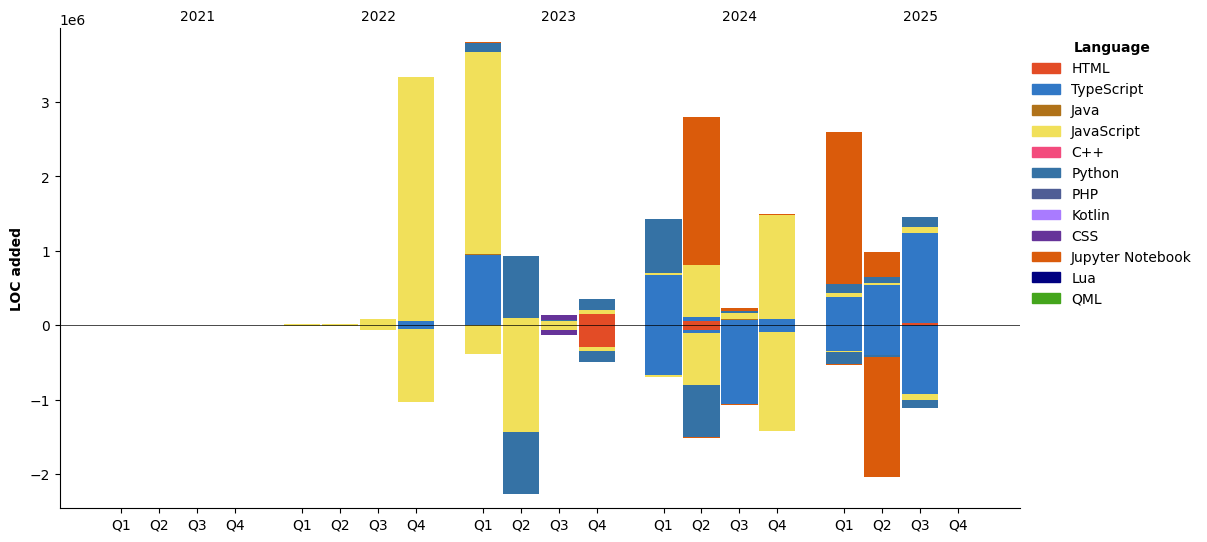 2021 2022 2023 2024 2025
1e6
LOC added
3
2
1
0
−1
−2
Q1 Q2 Q3 Q4 Q1 Q2 Q3 Q4 Q1 Q2 Q3 Q4 Q1 Q2 Q3 Q4 Q1 Q2 Q3 Q4
Language
HTML
TypeScript
Java
JavaScript
C++
Python
PHP
Kotlin
CSS
Jupyter Notebook
Lua
QML